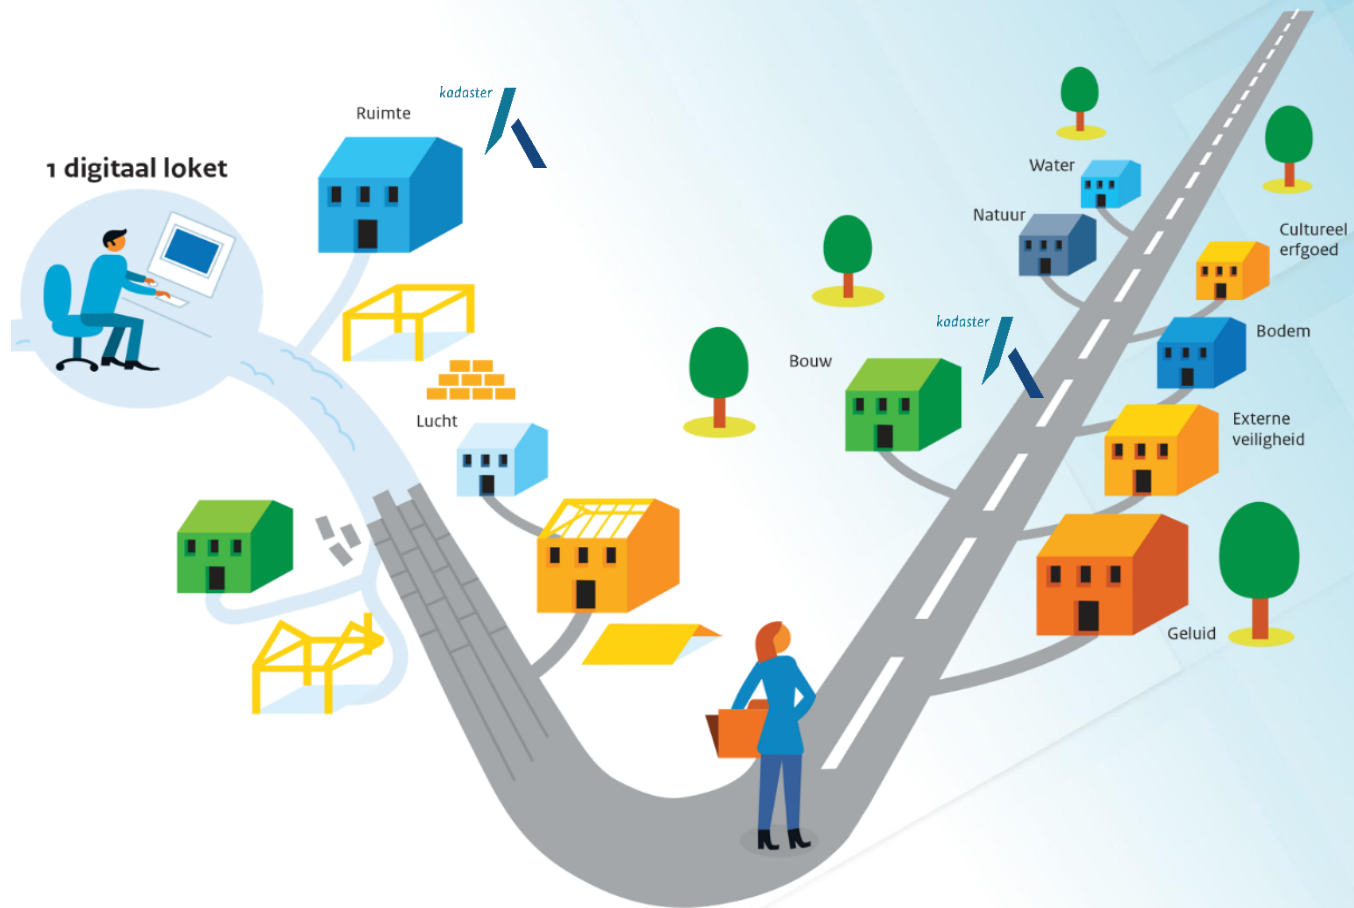 1 digitaal loket
Ruimte
kadaster
Lucht
Bouw
kadaster
Water
Natuur
Cultureel
erfgoed
Bodem
Externe
veiligheid
Geluid